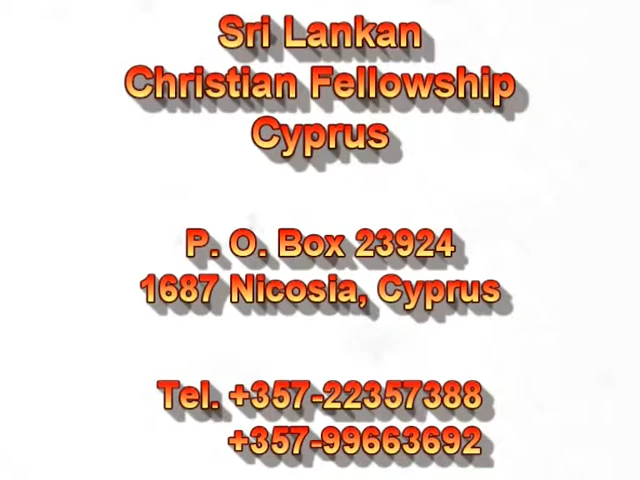 Sri Lankan
Christian Fellowship
Cyprus
P. O. Box 23924
1687 Nicosia, Cyprus
Tel. +357-22357388
+357-99663692